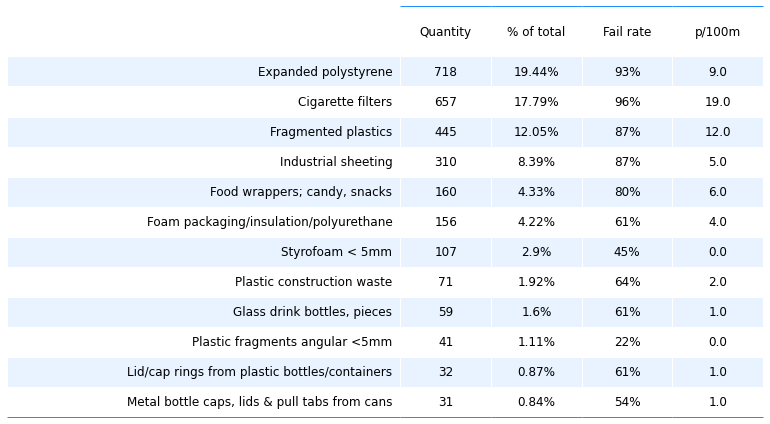 Quantity % of total Fail rate p/100m
Expanded polystyrene 718 19.44% 93% 9.0
Cigarette filters 657 17.79% 96% 19.0
Fragmented plastics 445 12.05% 87% 12.0
Industrial sheeting 310 8.39% 87% 5.0
Food wrappers; candy, snacks 160 4.33% 80% 6.0
Foam packaging/insulation/polyurethane 156 4.22% 61% 4.0
Styrofoam < 5mm 107 2.9% 45% 0.0
Plastic construction waste 71 1.92% 64% 2.0
Glass drink bottles, pieces 59 1.6% 61% 1.0
Plastic fragments angular <5mm 41 1.11% 22% 0.0
Lid/cap rings from plastic bottles/containers 32 0.87% 61% 1.0
Metal bottle caps, lids & pull tabs from cans 31 0.84% 54% 1.0